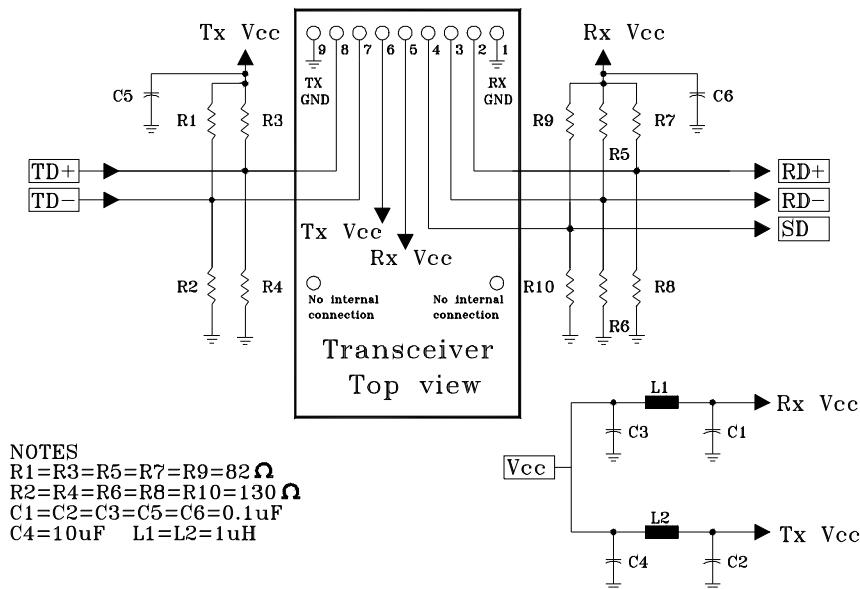 Tx Vcc
Rx Vcc
9 8 7 6 5 4 3 2 1
TX
GND
RX
GND
C5
C6
R1
R3
R9
R5
R7
TD+
RD+
TD-
RD-
SD
Tx Vcc
Rx Vcc
R2
R4
R10
R6
R8
No internal
connection
No internal
connection
Transceiver
Top view
L1
Rx Vcc
C3
C1
Vcc
L2
Tx Vcc
C4
C2
NOTES
R1=R3=R5=R7=R9=82Ω
R2=R4=R6=R8=R10=130Ω
C1=C2=C3=C5=C6=0.1uF
C4=10uF L1=L2=1uH